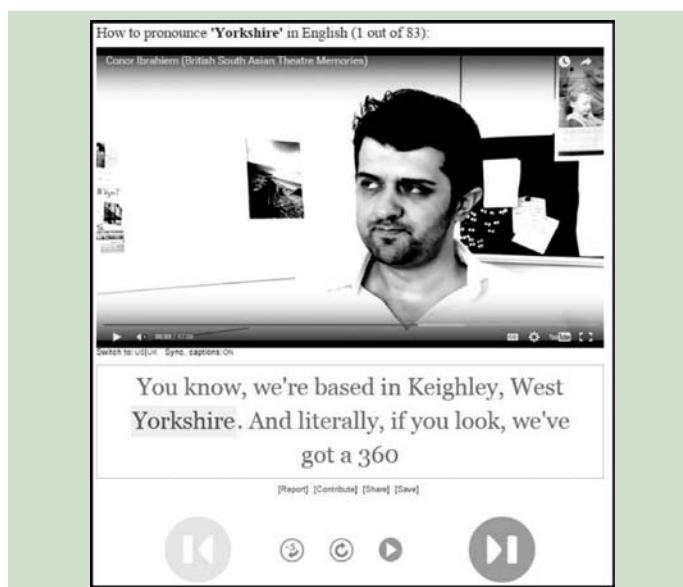 How to pronounce 'Yorkshire' in English (1 out of 83):
Conor Ibrahiem (British South Asian Theatre Memories)
Switch to: US|UK Sync. captions: ON
You know, we're based in Keighley, West
Yorkshire. And literally, if you look, we've
got a 360
[Report] [Contribute] [Share] [Save]